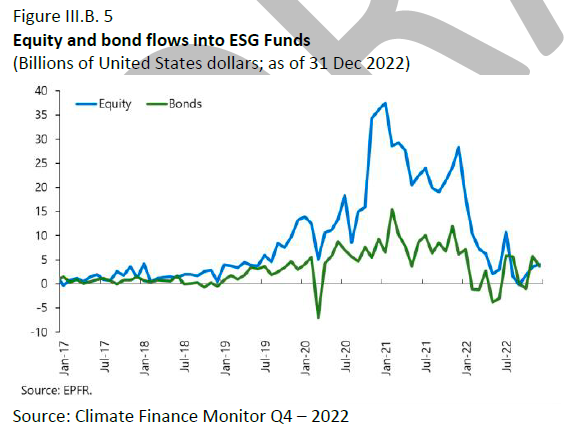 Figure III.B. 5
Equity and bond flows into ESG Funds
(Billions of United States dollars; as of 31 Dec 2022)
40
35
30
25
20
15
10
5
0
-5
-10
Equity
Bonds
Jan-17
Jul-17
Jan-18
Jul-18
Jan-19
Jul-19
Jan-20
Jul-20
Jan-21
Jul-21
Jan-22
Jul-22
Source: EPFR.
Source: Climate Finance Monitor Q4 – 2022